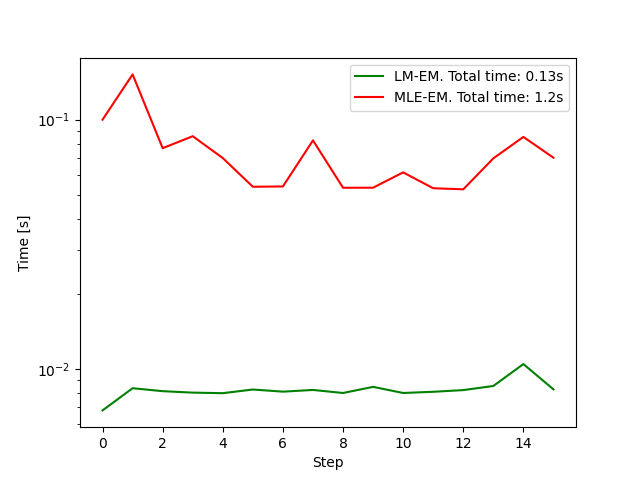 LM-EM. Total time: 0.13s
MLE-EM. Total time: 1.2s
10⁻¹
10⁻²
Time [s]
0 2 4 6 8 10 12 14
Step